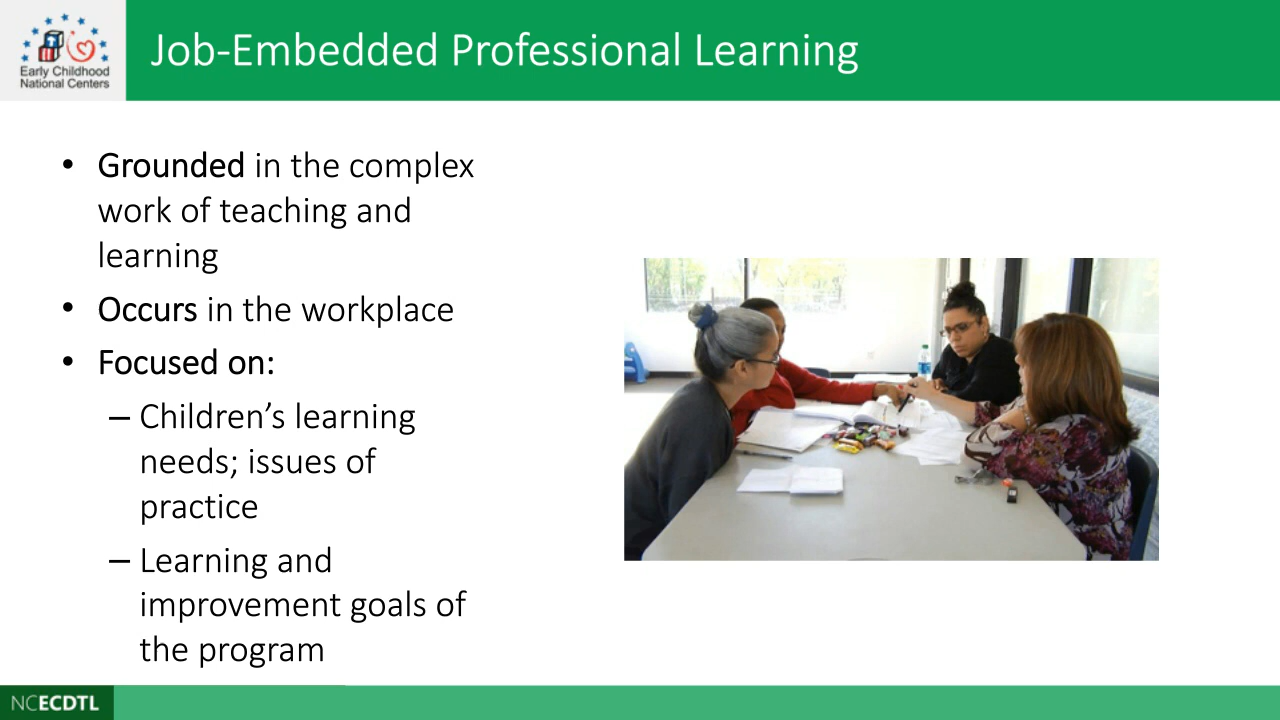 Early Childhood
National Centers
Job-Embedded Professional Learning
• Grounded in the complex
work of teaching and
learning
• Occurs in the workplace
• Focused on:
– Children’s learning
needs; issues of
practice
– Learning and
improvement goals of
the program
NCECDTL